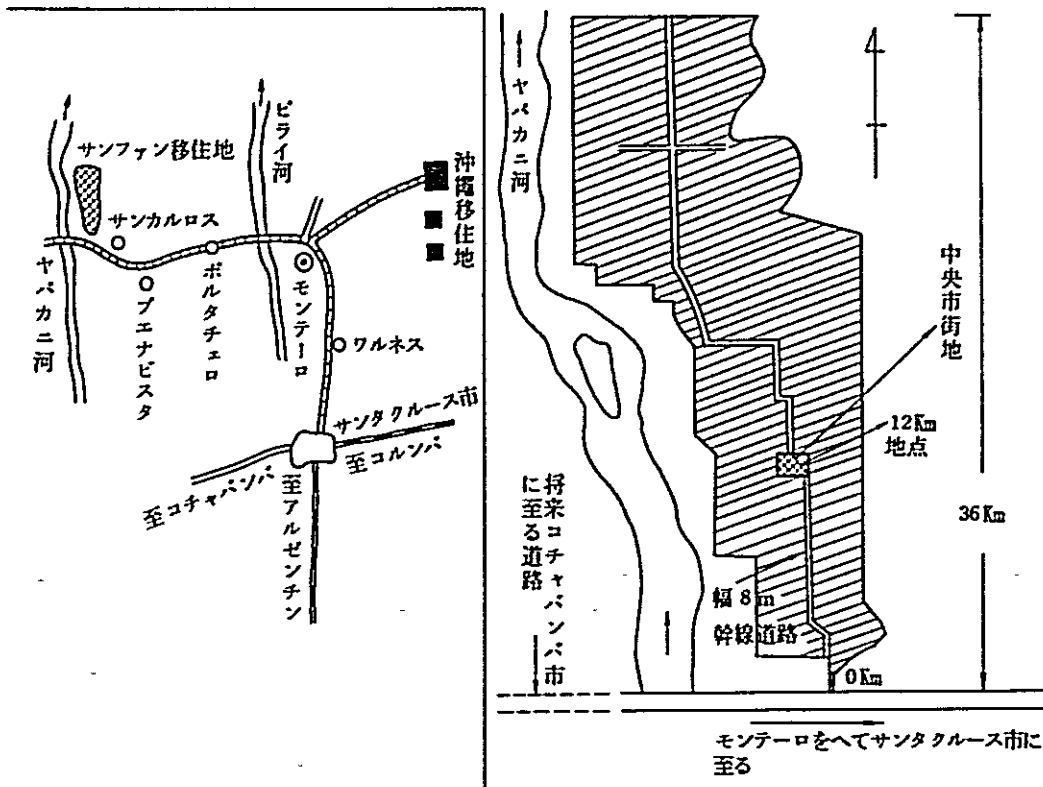 サンファン移住地
ピライ河
沖縄移住地
サンカルロス
ヤパカニ河
ブエナビスタ
ポルタチェロ
モンテーロ
ワルネス
サンタクルース市
至コルンバ
至コチャバンバ
至アルゼンチン
ヤパカニ河
中央市街地
12Km
地点
36Km
将来コチャバンバ市
に至る道路
幅8m
幹線道路
0Km
モンテーロをへてサンタクルース市に
至る